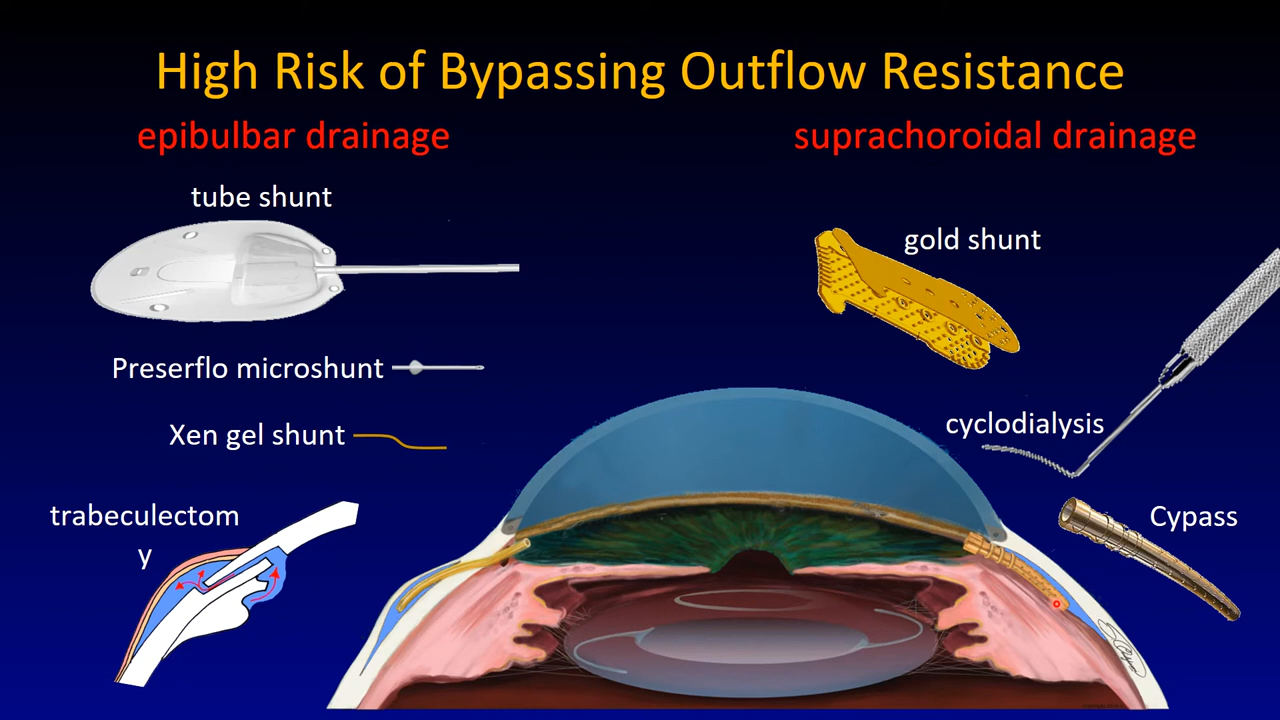 High Risk of Bypassing Outflow Resistance
epibulbar drainage
suprachoroidal drainage
tube shunt
gold shunt
Preserflo microshunt
cyclodialysis
Xen gel shunt
trabeculectom
y
Cypass